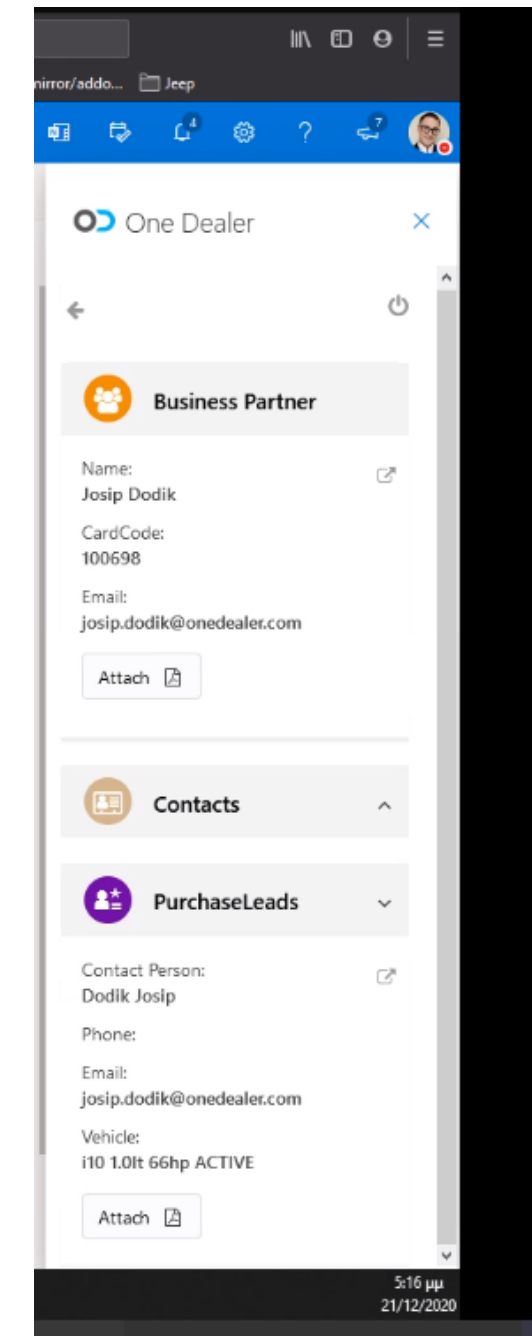 mirror/addo... Jeep
4
?
7
One Dealer
Business Partner
Name:
Josip Dodik
CardCode:
100698
Email:
josip.dodik@onedealer.com
Attach
Contacts
PurchaseLeads
Contact Person:
Dodik Josip
Phone:
Email:
josip.dodik@onedealer.com
Vehicle:
i10 1.0lt 66hp ACTIVE
Attach
5:16 μμ
21/12/2020